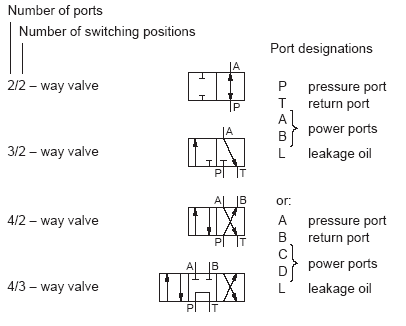 Number of ports
Number of switching positions
Port designations
2/2 – way valve
A
P
P pressure port
T return port
A
B
power ports
L leakage oil
3/2 – way valve
A
P T
4/2 – way valve
A B
P T
or:
A pressure port
B return port
C
D
power ports
L leakage oil
4/3 – way valve
A B
P T